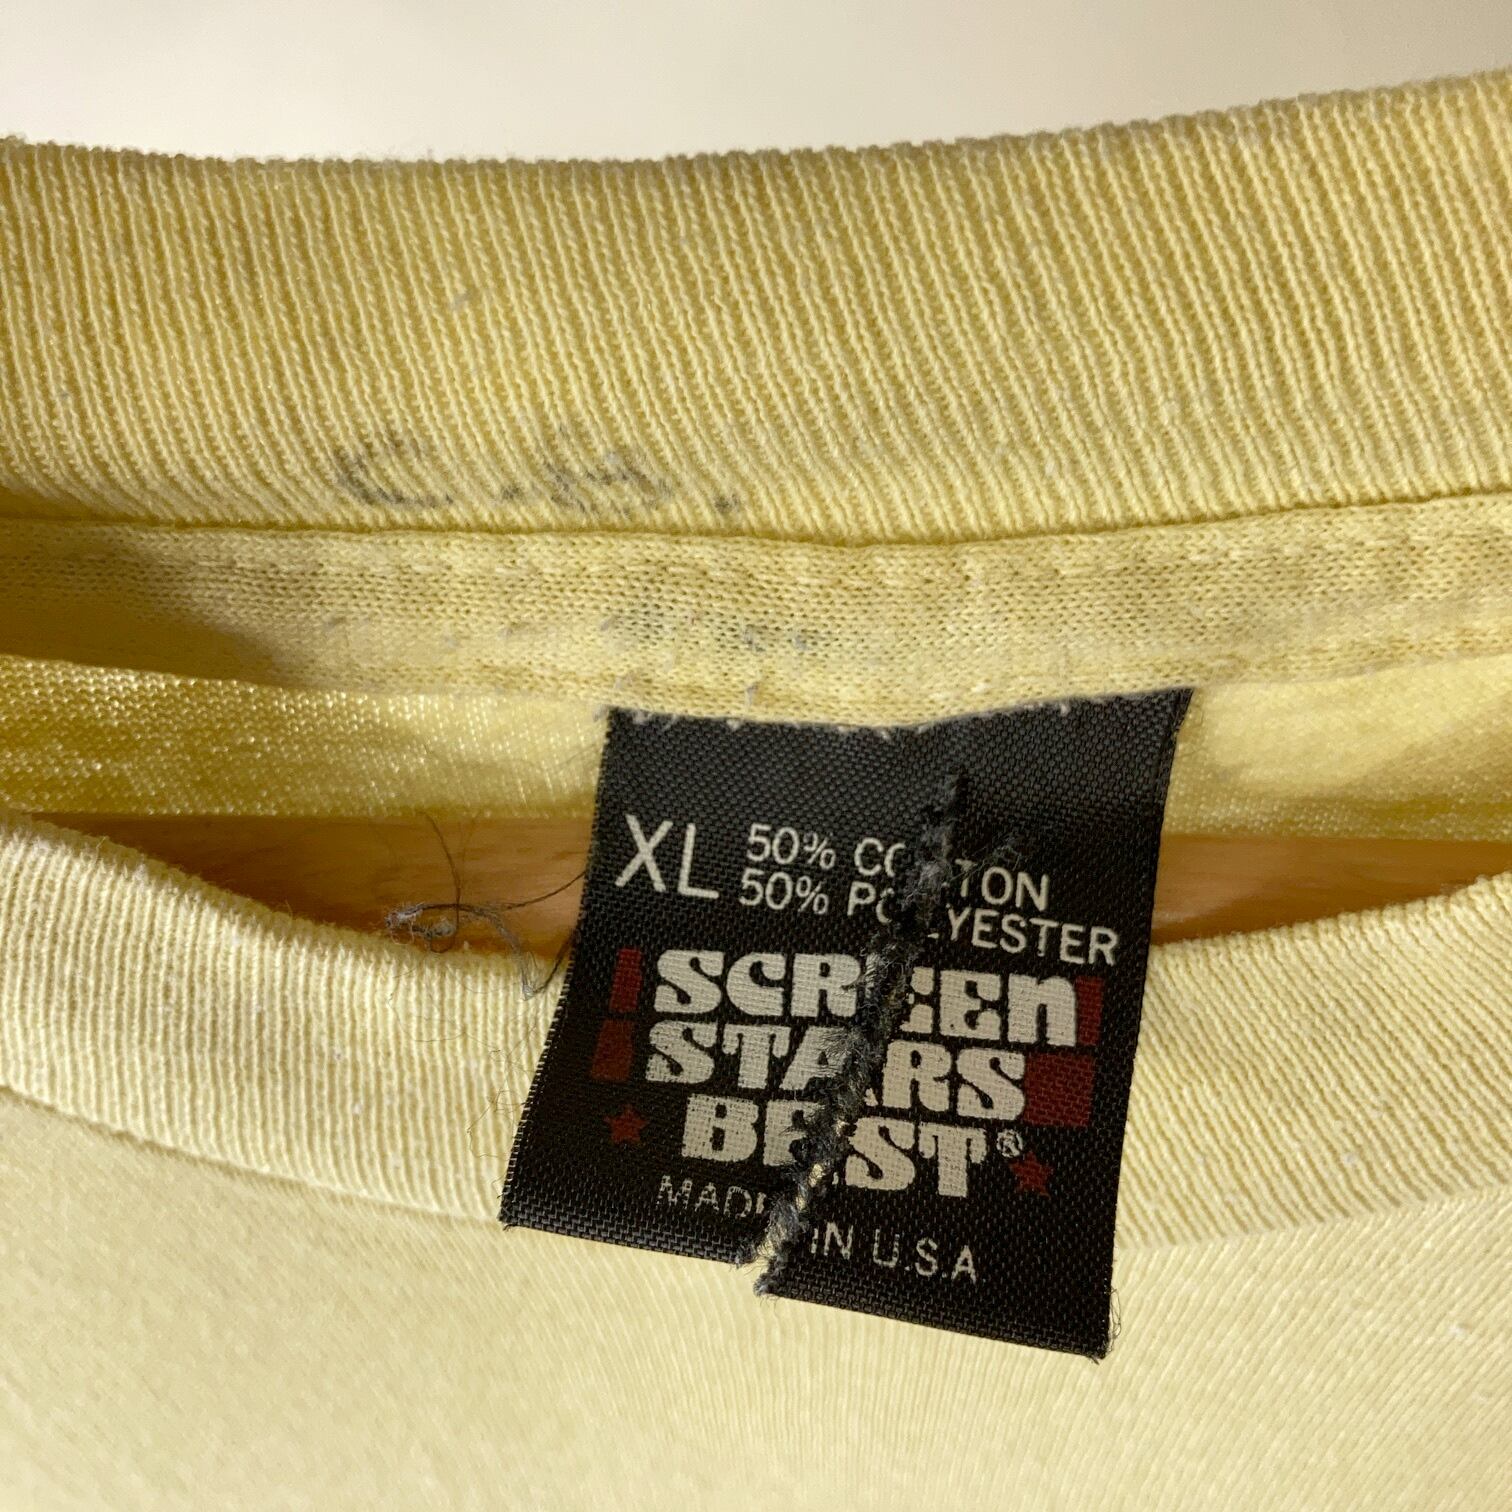 XL 50% COTTON
50% POLYESTER
SCREEN
STARS
BEST®
MADE IN U.S.A